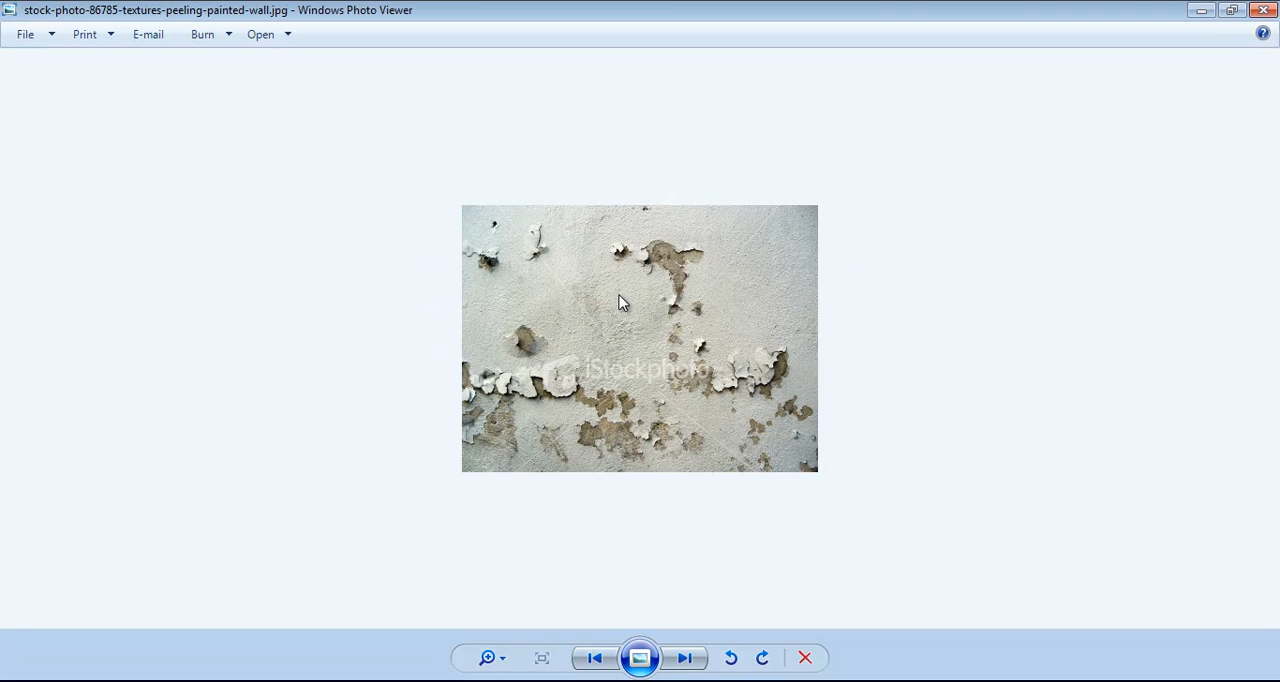 stock-photo-86785-textures-peeling-painted-wall.jpg - Windows Photo Viewer
File Print E-mail Burn Open
iStockphoto